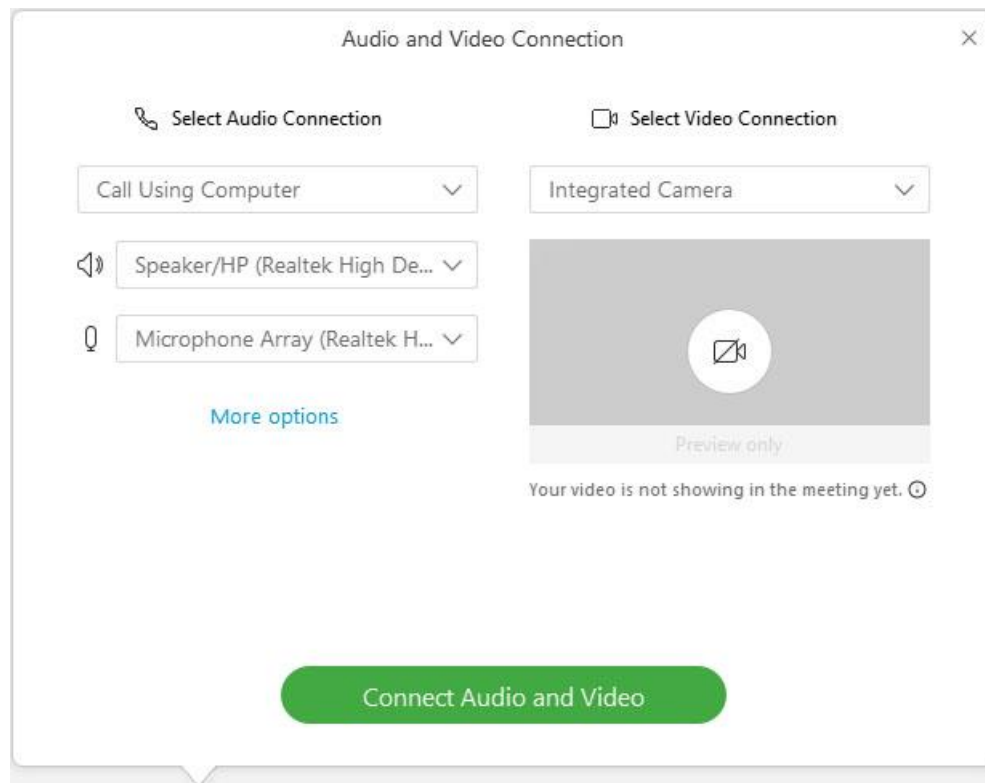 Audio and Video Connection
Select Audio Connection
Select Video Connection
Call Using Computer
Integrated Camera
Speaker/HP (Realtek High De...
Microphone Array (Realtek H...
More options
Preview only
Your video is not showing in the meeting yet.
Connect Audio and Video